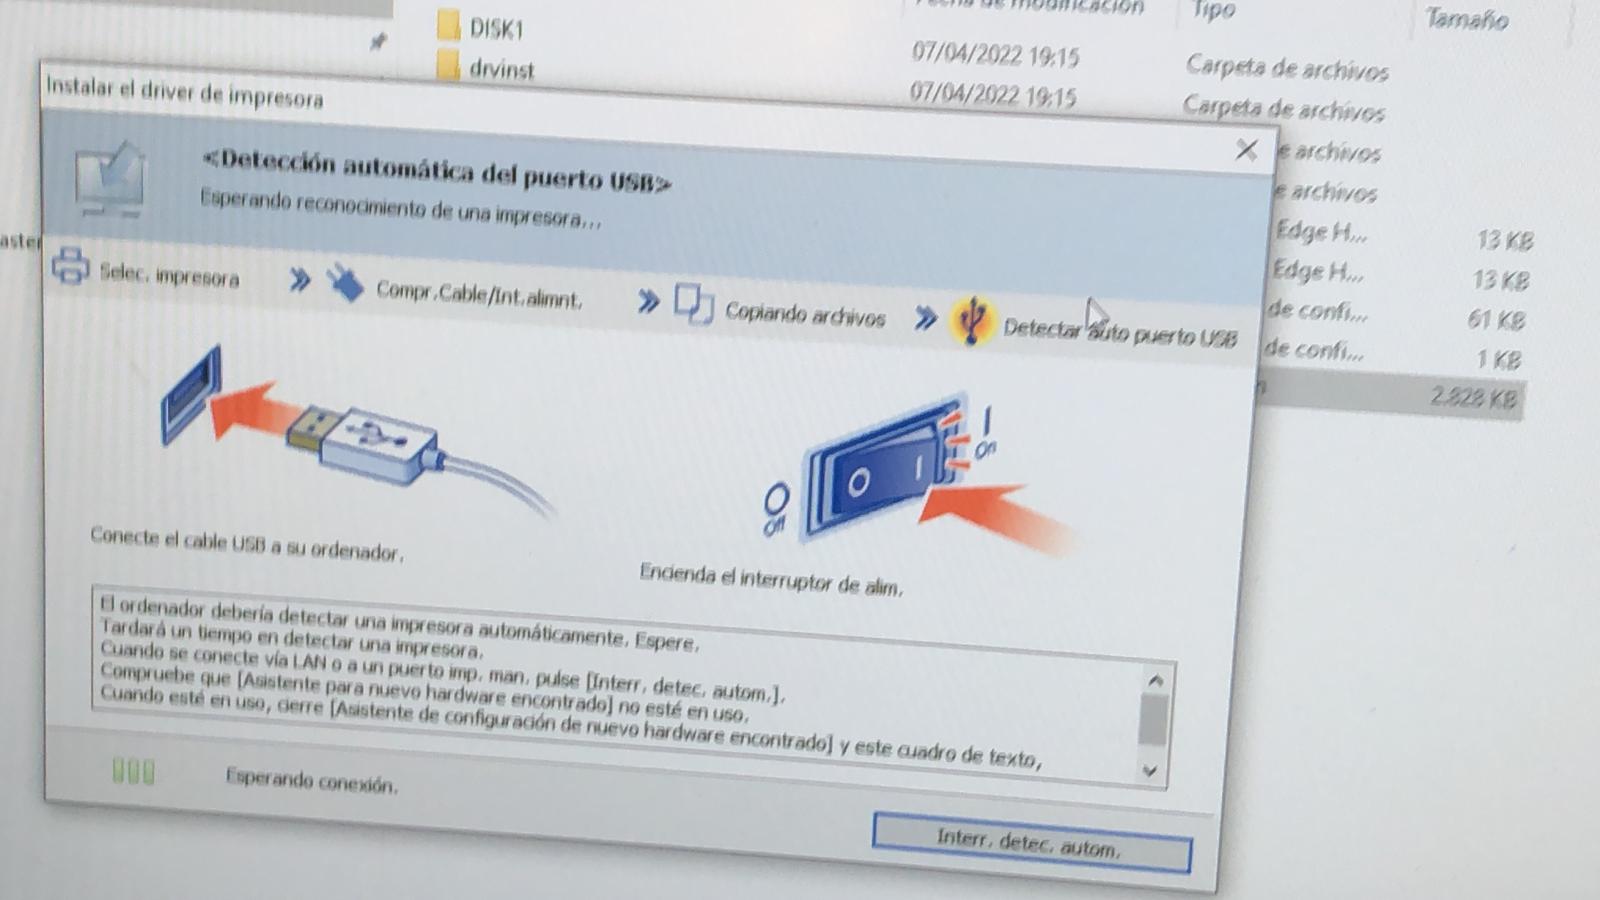 Fecha de modificación Tipo Tamaño
DISK1 07/04/2022 19:15 Carpeta de archivos
drvinst 07/04/2022 19:15 Carpeta de archivos
e archivos
e archivos
Edge H... 13 KB
Edge H... 13 KB
de confi... 61 KB
de confi... 1 KB
2.828 KB
aster
Instalar el driver de impresora
<Detección automática del puerto USB>
Esperando reconocimiento de una impresora...
Selec. impresora >> Compr.Cable/Int.alimnt. >> Copiando archivos >> Detectar auto puerto USB
On
Off
Conecte el cable USB a su ordenador.
Encienda el interruptor de alim.
El ordenador debería detectar una impresora automáticamente. Espere.
Tardará un tiempo en detectar una impresora.
Cuando se conecte vía LAN o a un puerto imp. man. pulse [Interr. detec. autom.].
Compruebe que [Asistente para nuevo hardware encontrado] no esté en uso.
Cuando esté en uso, cierre [Asistente de configuración de nuevo hardware encontrado] y este cuadro de texto,
Esperando conexión.
Interr. detec. autom.